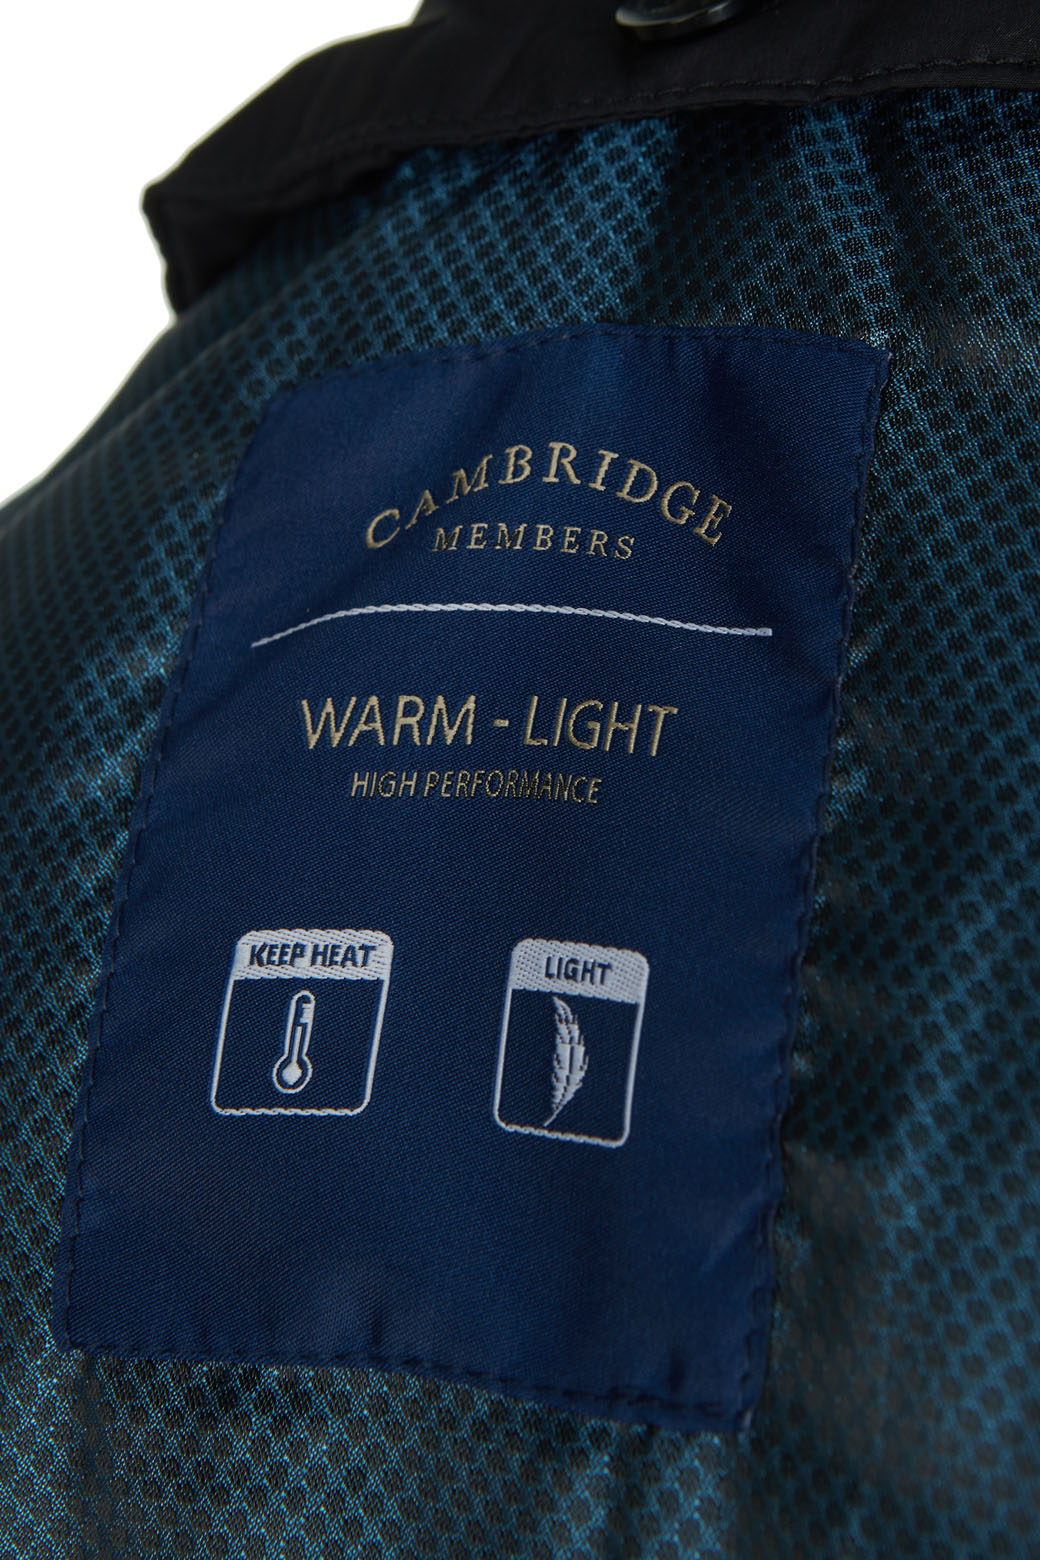 CAMBRIDGE
MEMBERS
WARM - LIGHT
HIGH PERFORMANCE
KEEP HEAT
LIGHT